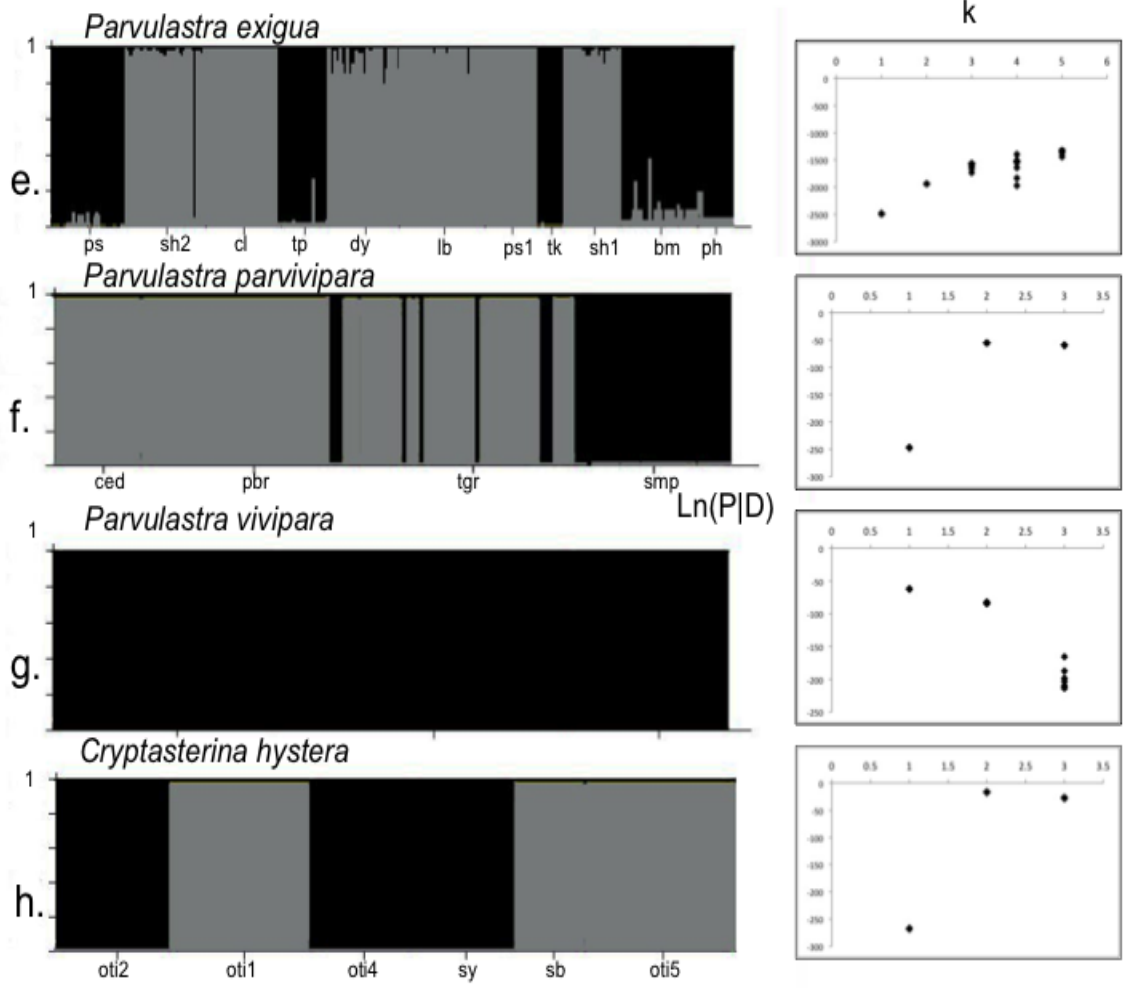 Parvulastra exigua
k
1
e.
ps sh2 cl tp dy lb ps1 tk sh1 bm ph
0 1 2 3 4 5 6
0
-500
-1000
-1500
-2000
-2500
-3000
Parvulastra parvivipara
1
f.
ced pbr tgr smp
0 0.5 1 1.5 2 2.5 3 3.5
0
-50
-100
-150
-200
-250
-300
Ln(P|D)
Parvulastra vivipara
1
g.
0 0.5 1 1.5 2 2.5 3 3.5
0
-50
-100
-150
-200
-250
Cryptasterina hystera
1
h.
oti2 oti1 oti4 sy sb oti5
0 0.5 1 1.5 2 2.5 3 3.5
0
-50
-100
-150
-200
-250
-300